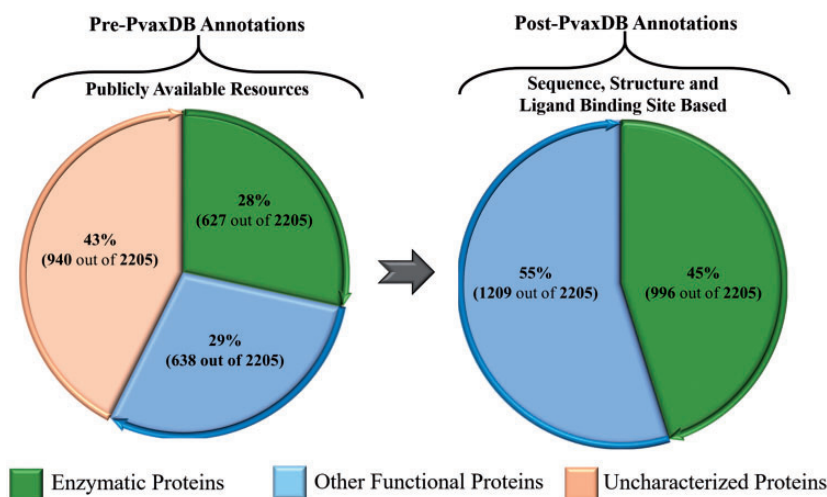 Pre-PvaxDB Annotations
Publicly Available Resources
28%
(627 out of 2205)
43%
(940 out of 2205)
29%
(638 out of 2205)
Post-PvaxDB Annotations
Sequence, Structure and
Ligand Binding Site Based
55%
(1209 out of 2205)
45%
(996 out of 2205)
Enzymatic Proteins
Other Functional Proteins
Uncharacterized Proteins